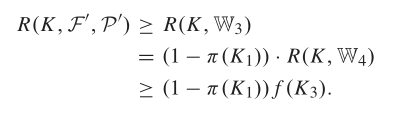 R(K, ℱ′, 𝒫′) ≥ R(K, 𝕎₃)
= (1 − π(K₁)) · R(K, 𝕎₄)
≥ (1 − π(K₁)) f(K₃).